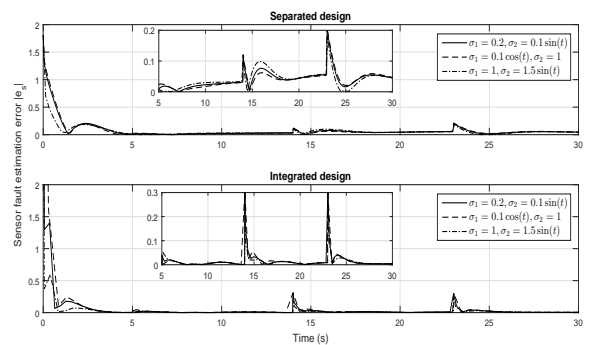 Separated design
Sensor fault estimation error |e_s|
2
1.5
1
0.5
0
0.2
0.1
0
5 10 15 20 25 30
σ₁ = 0.2, σ₂ = 0.1 sin(t)
σ₁ = 0.1 cos(t), σ₂ = 1
σ₁ = 1, σ₂ = 1.5 sin(t)
0 5 10 15 20 25 30
Integrated design
2
1.5
1
0.5
0
0.3
0.2
0.1
0
5 10 15 20 25 30
σ₁ = 0.2, σ₂ = 0.1 sin(t)
σ₁ = 0.1 cos(t), σ₂ = 1
σ₁ = 1, σ₂ = 1.5 sin(t)
0 5 10 15 20 25 30
Time (s)